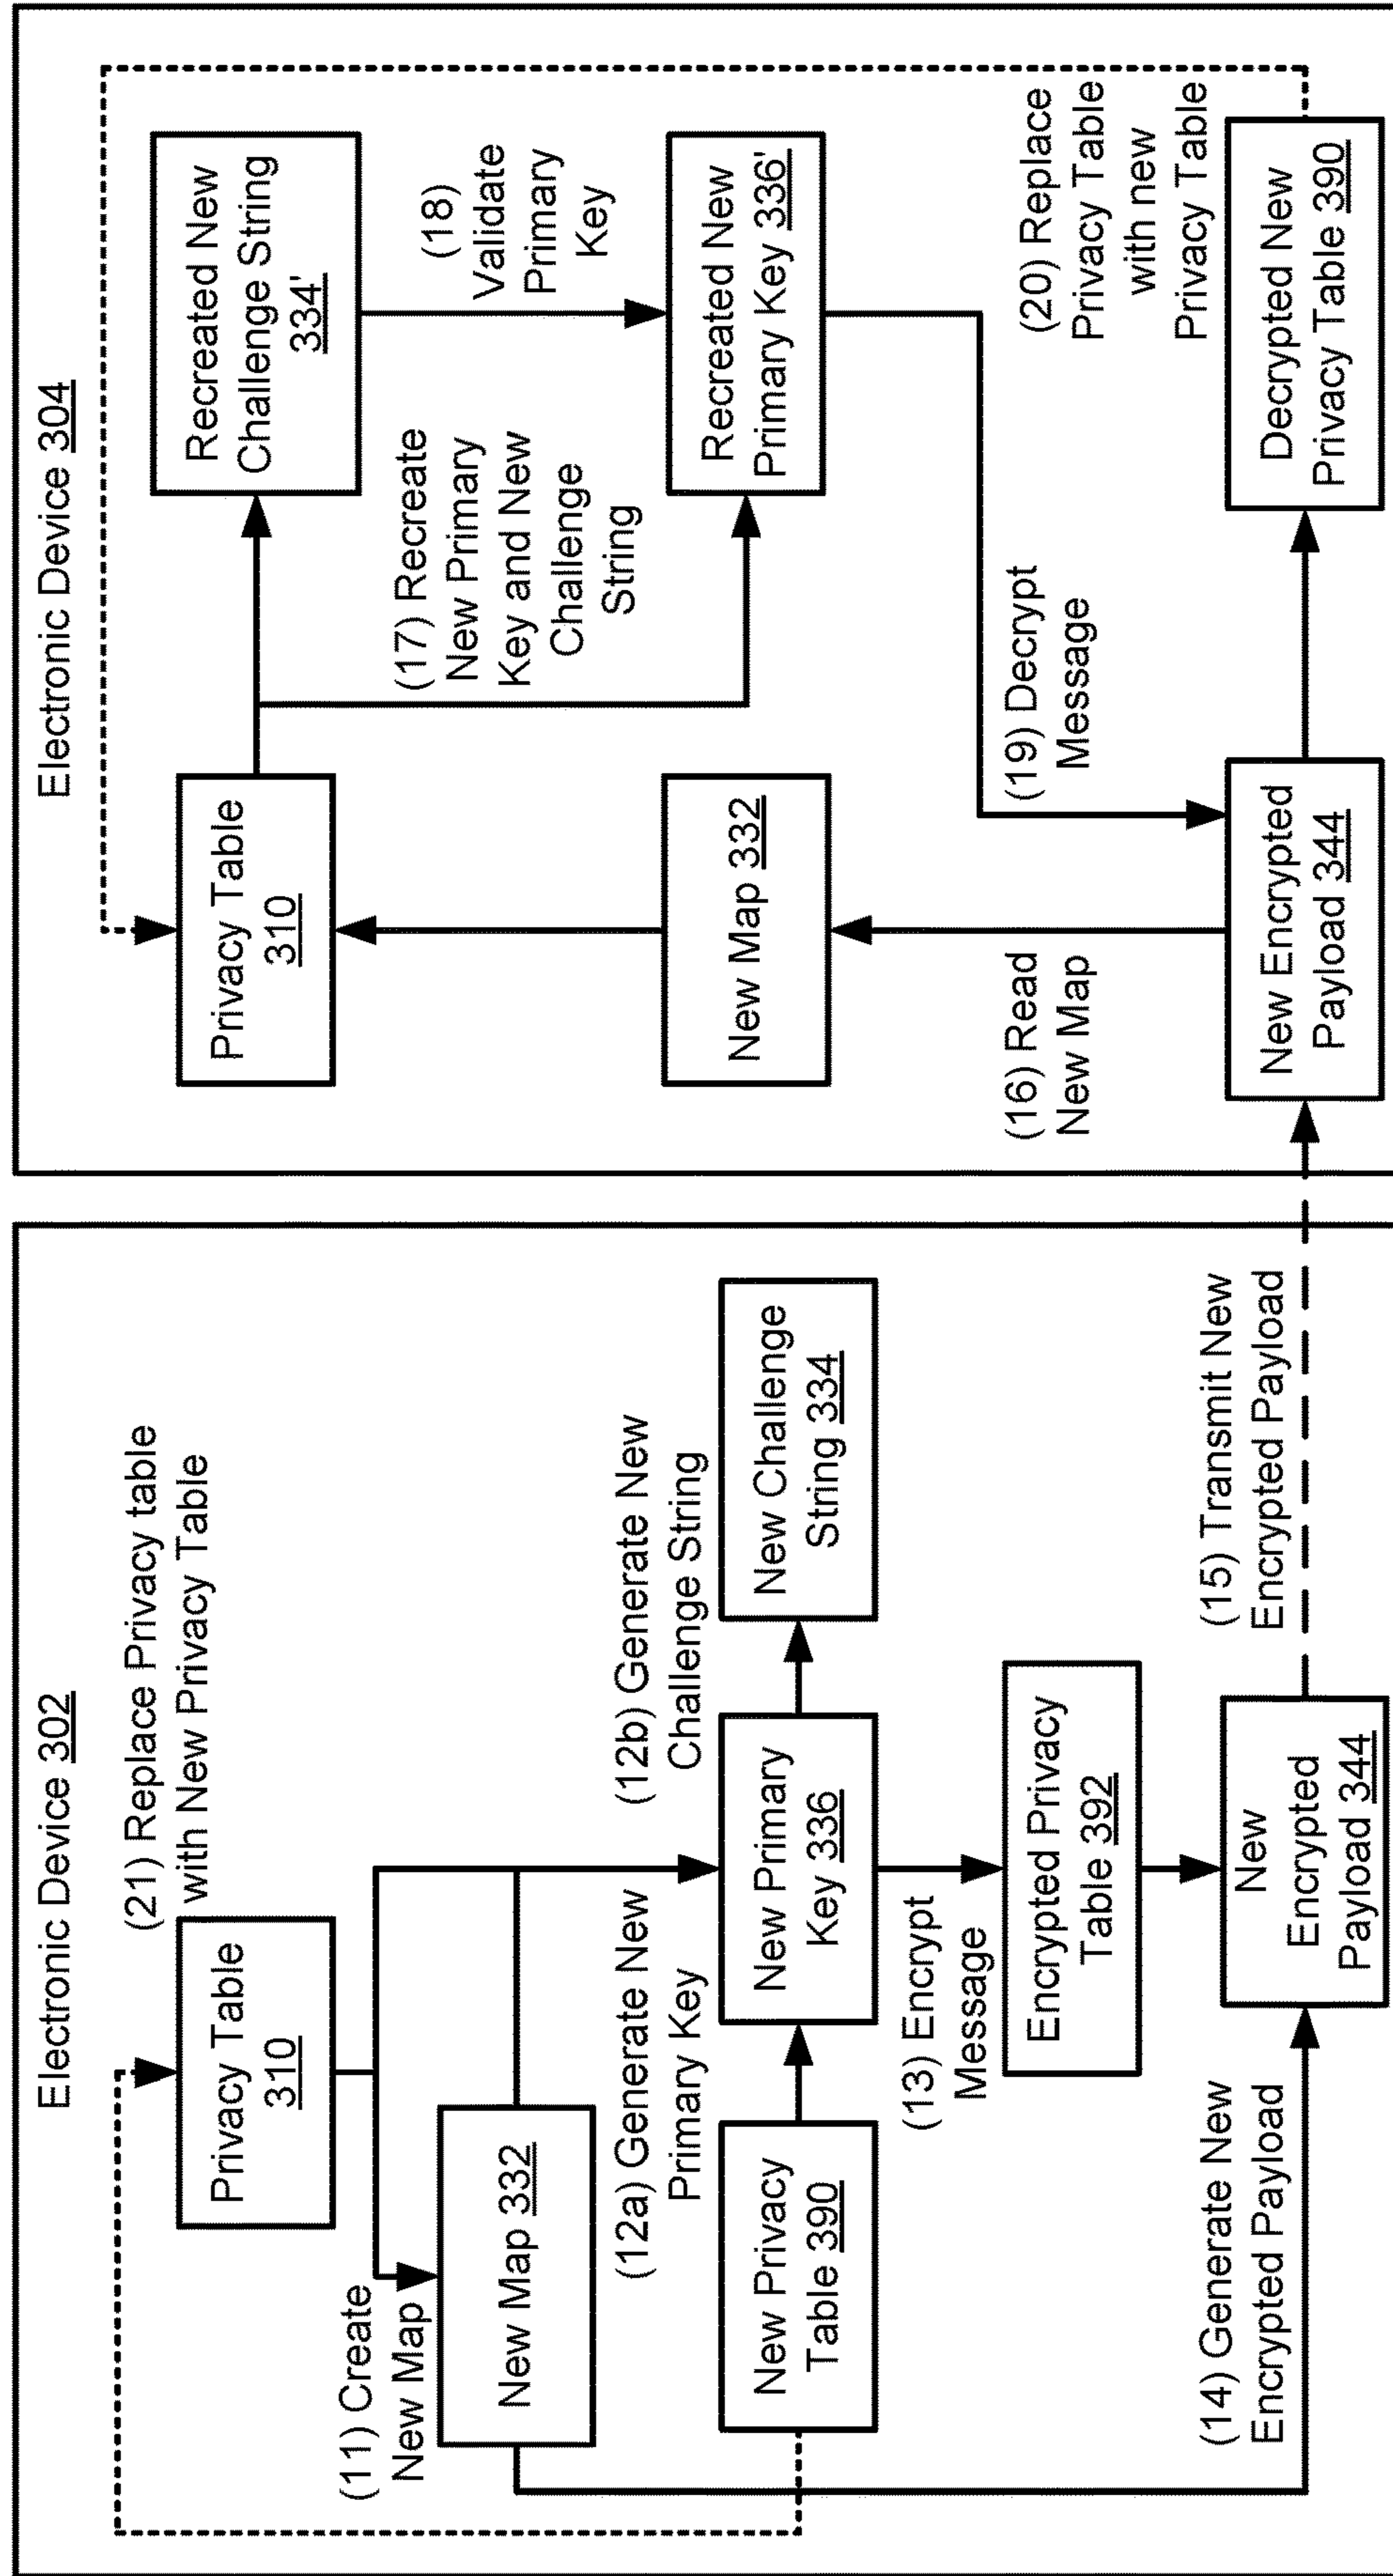 Electronic Device 302
(21) Replace Privacy table
with New Privacy Table
Privacy Table
310
(11) Create
New Map
New Map 332
(12a) Generate New
Primary Key
(12b) Generate New
Challenge String
New Privacy
Table 390
New Primary
Key 336
New Challenge
String 334
(13) Encrypt
Message
Encrypted Privacy
Table 392
(14) Generate New
Encrypted Payload
New
Encrypted
Payload 344
(15) Transmit New
Encrypted Payload
Electronic Device 304
Privacy Table
310
Recreated New
Challenge String
334'
(17) Recreate
New Primary
Key and New
Challenge
String
(18)
Validate
Primary
Key
New Map 332
Recreated New
Primary Key 336'
(16) Read
New Map
(19) Decrypt
Message
(20) Replace
Privacy Table
with new
Privacy Table
New Encrypted
Payload 344
Decrypted New
Privacy Table 390